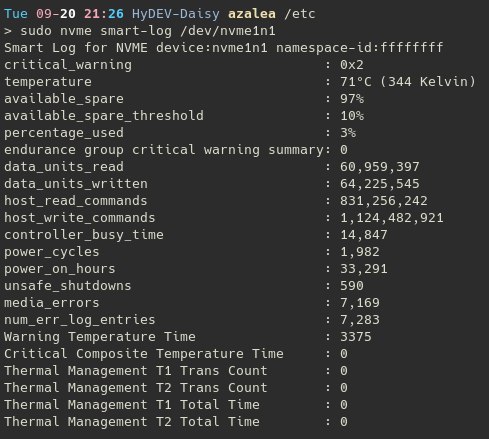 Tue 09-20 21:26 HyDEV-Daisy azalea /etc
> sudo nvme smart-log /dev/nvme1n1
Smart Log for NVME device:nvme1n1 namespace-id:ffffffff
critical_warning : 0x2
temperature : 71°C (344 Kelvin)
available_spare : 97%
available_spare_threshold : 10%
percentage_used : 3%
endurance group critical warning summary: 0
data_units_read : 60,959,397
data_units_written : 64,225,545
host_read_commands : 831,256,242
host_write_commands : 1,124,482,921
controller_busy_time : 14,847
power_cycles : 1,982
power_on_hours : 33,291
unsafe_shutdowns : 590
media_errors : 7,169
num_err_log_entries : 7,283
Warning Temperature Time : 3375
Critical Composite Temperature Time : 0
Thermal Management T1 Trans Count : 0
Thermal Management T2 Trans Count : 0
Thermal Management T1 Total Time : 0
Thermal Management T2 Total Time : 0